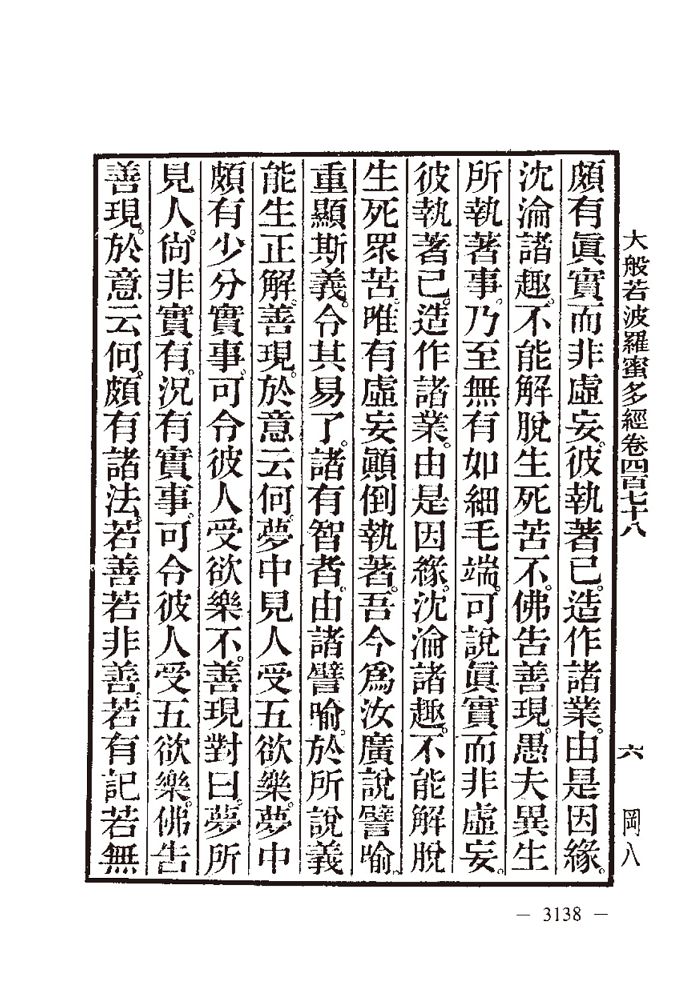 大般若波羅蜜多經卷四百七十八
六
岡八
頗有眞實而非虛妄。彼執著已。造作諸業。由是因緣。
沈淪諸趣。不能解脫生死苦不。佛告善現。愚夫異生
所執著事。乃至無有如細毛端。可說眞實而非虛妄。
彼執著已。造作諸業。由是因緣。沈淪諸趣。不能解脫
生死眾苦。唯有虛妄顚倒執著。吾今爲汝廣說譬喻。
重顯斯義。令其易了。諸有智者。由諸譬喻。於所說義
能生正解。善現。於意云何。夢中見人受五欲樂。夢中
頗有少分實事。可令彼人受欲樂不。善現對曰。夢所
見人。尙非實有。況有實事。可令彼人受五欲樂。佛告
善現。於意云何。頗有諸法。若善若非善。若有記若無
— 3138 —